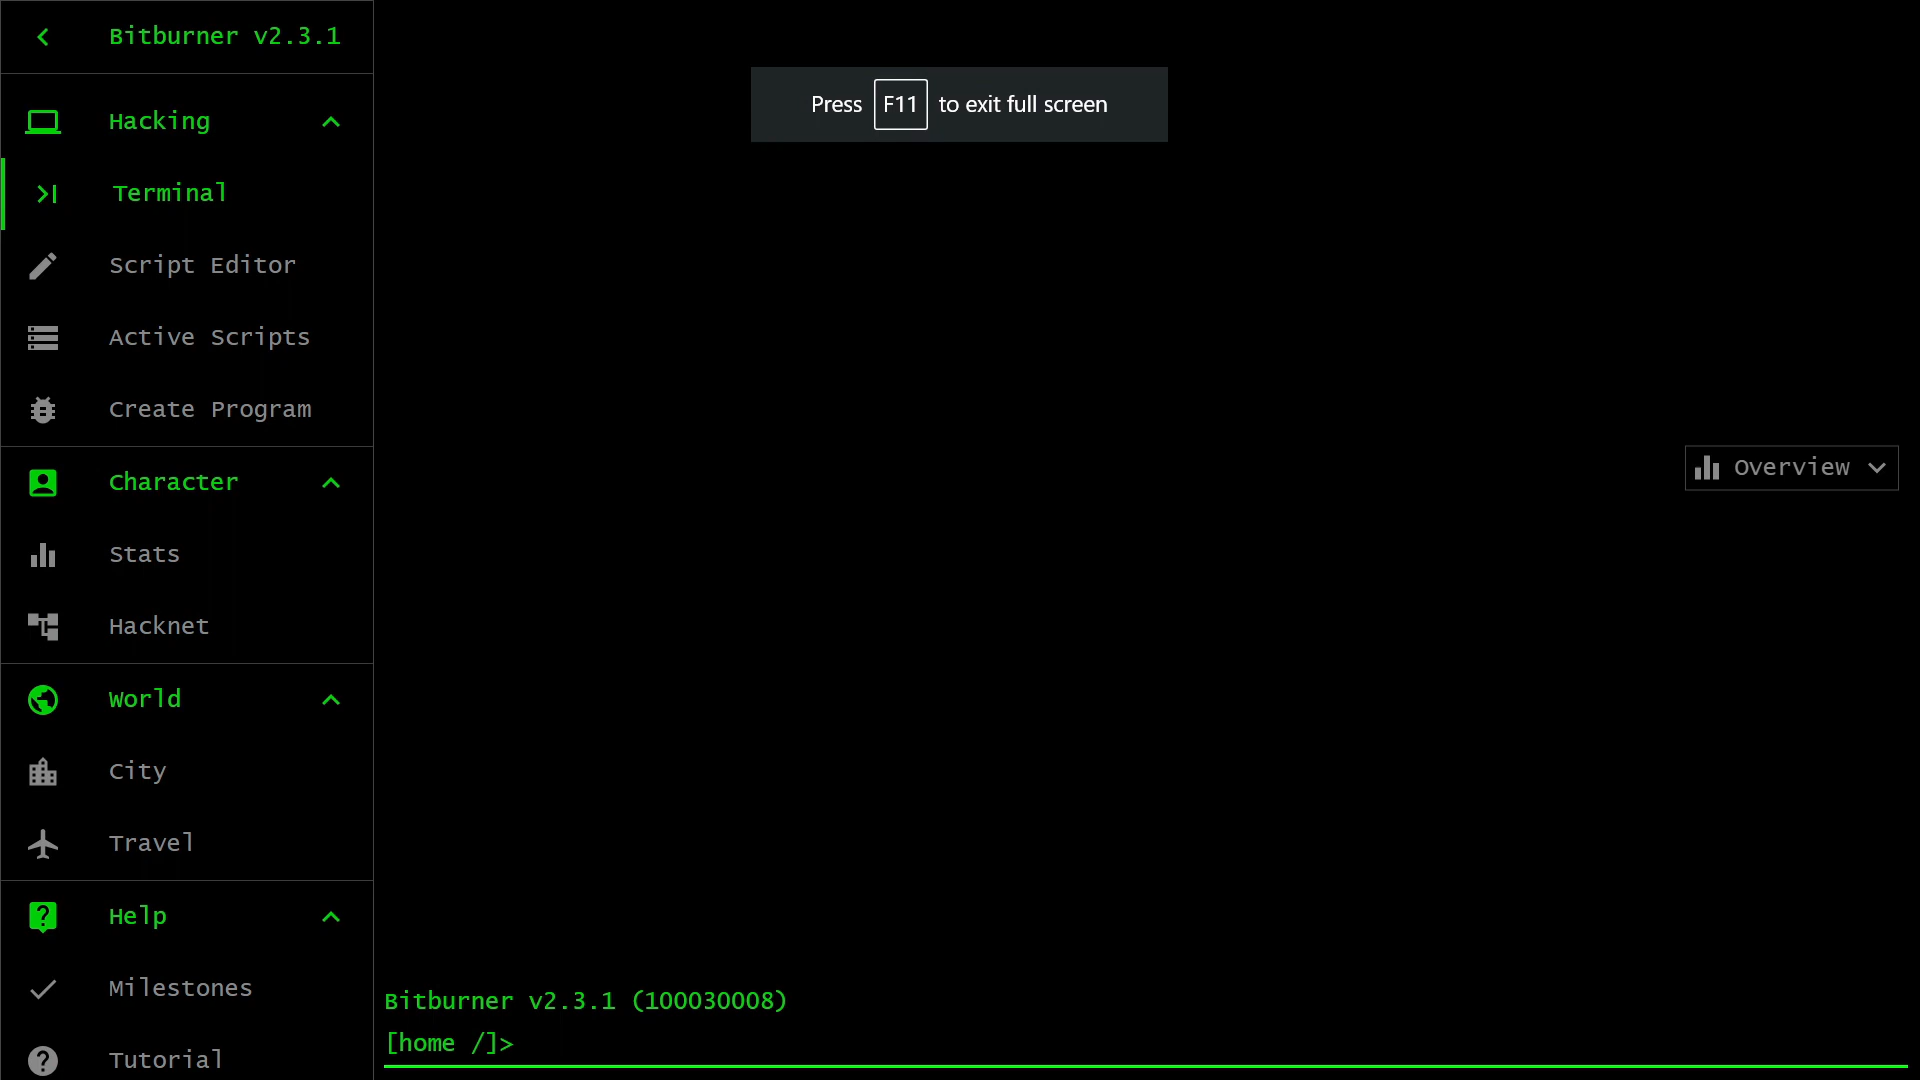 Bitburner v2.3.1
Press F11 to exit full screen
Hacking
Terminal
Script Editor
Active Scripts
Create Program
Character
Overview
Stats
Hacknet
World
City
Travel
Help
Milestones
Tutorial
Bitburner v2.3.1 (100030008)
[home /]>